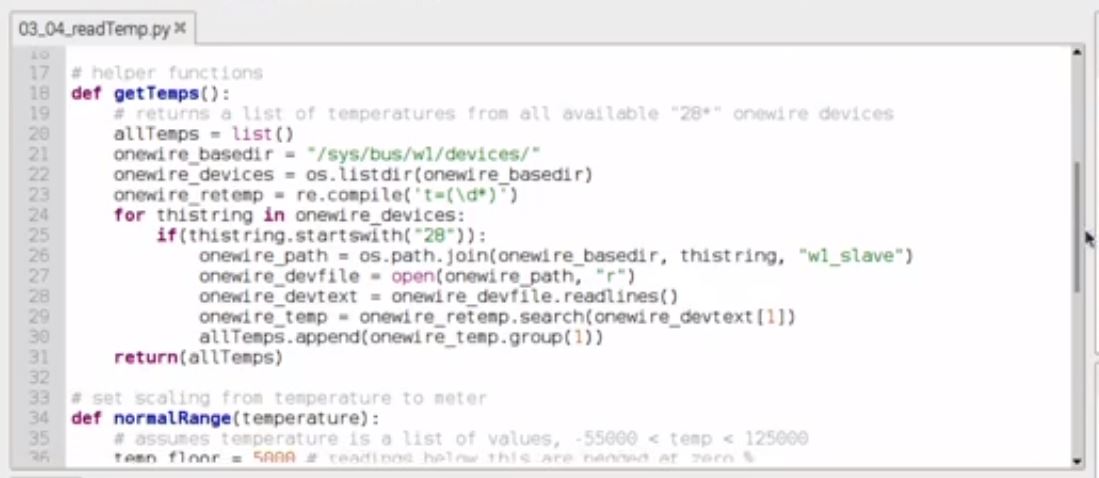 03_04_readTemp.py ✖
16
17 # helper functions
18 def getTemps():
19     # returns a list of temperatures from all available "28*" onewire devices
20     allTemps = list()
21     onewire_basedir = "/sys/bus/w1/devices/"
22     onewire_devices = os.listdir(onewire_basedir)
23     onewire_retemp = re.compile('t=(\d*)')
24     for thistring in onewire_devices:
25         if(thistring.startswith("28")):
26             onewire_path = os.path.join(onewire_basedir, thistring, "w1_slave")
27             onewire_devfile = open(onewire_path, "r")
28             onewire_devtext = onewire_devfile.readlines()
29             onewire_temp = onewire_retemp.search(onewire_devtext[1])
30             allTemps.append(onewire_temp.group(1))
31     return(allTemps)
32
33 # set scaling from temperature to meter
34 def normalRange(temperature):
35     # assumes temperature is a list of values, -55000 < temp < 125000
36     temp_floor = 5000 # readings below this are pegged at zero %